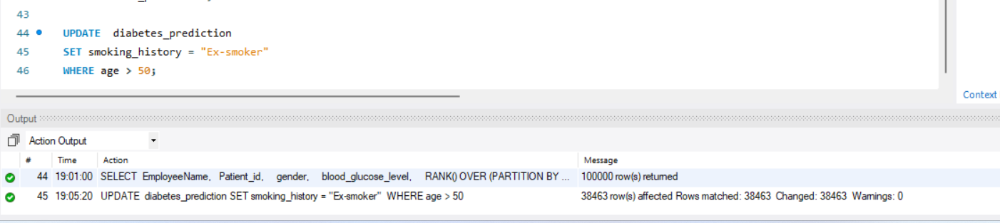 43
44 UPDATE diabetes_prediction
45 SET smoking_history = "Ex-smoker"
46 WHERE age > 50;
Context
Output
Action Output
# Time Action Message
44 19:01:00 SELECT EmployeeName, Patient_id, gender, blood_glucose_level, RANK() OVER (PARTITION BY ... 100000 row(s) returned
45 19:05:20 UPDATE diabetes_prediction SET smoking_history = "Ex-smoker" WHERE age > 50 38463 row(s) affected Rows matched: 38463 Changed: 38463 Warnings: 0